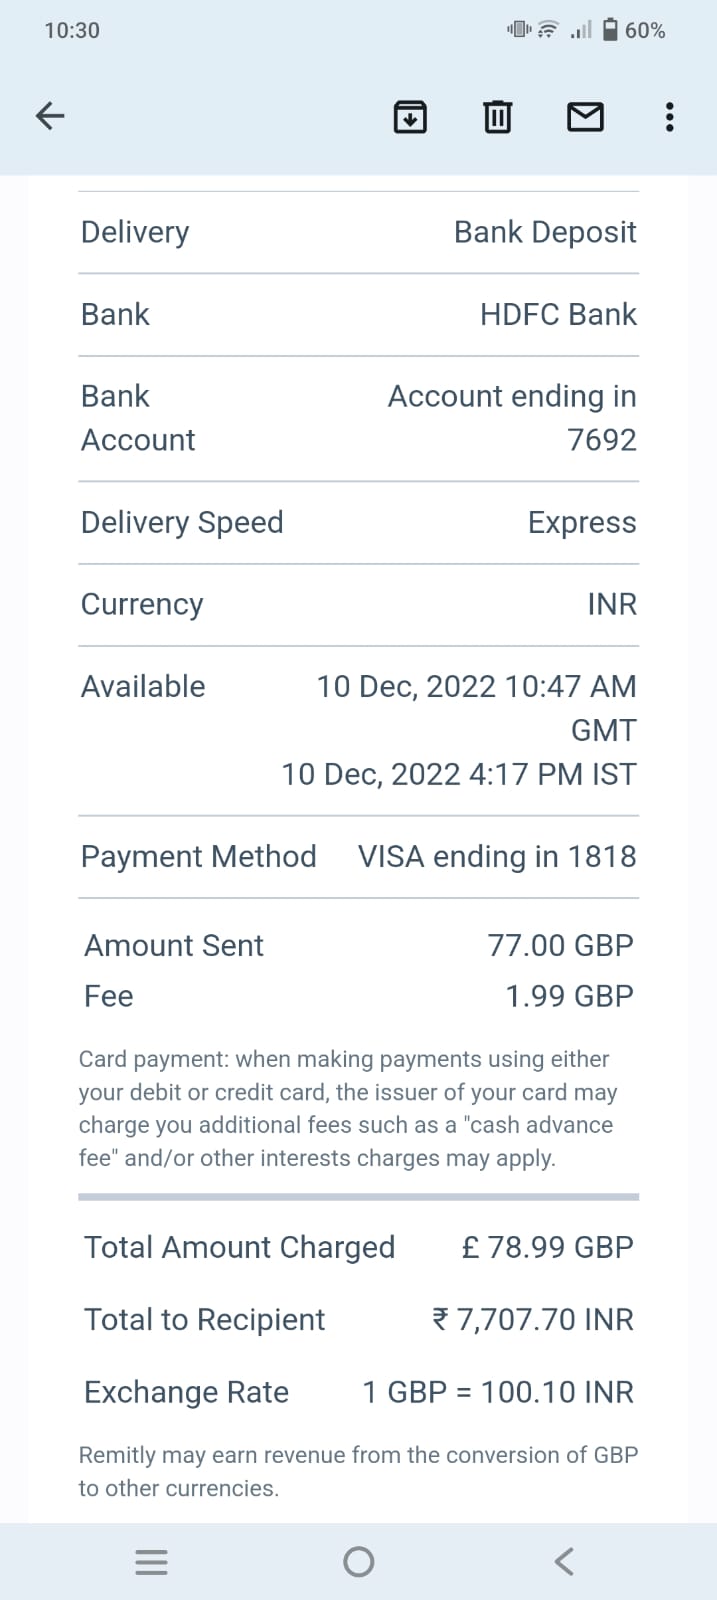 10:30 60%
Delivery Bank Deposit
Bank HDFC Bank
Bank Account ending in
Account 7692
Delivery Speed Express
Currency INR
Available 10 Dec, 2022 10:47 AM
GMT
10 Dec, 2022 4:17 PM IST
Payment Method VISA ending in 1818
Amount Sent 77.00 GBP
Fee 1.99 GBP
Card payment: when making payments using either
your debit or credit card, the issuer of your card may
charge you additional fees such as a "cash advance
fee" and/or other interests charges may apply.
Total Amount Charged £ 78.99 GBP
Total to Recipient ₹ 7,707.70 INR
Exchange Rate 1 GBP = 100.10 INR
Remitly may earn revenue from the conversion of GBP
to other currencies.